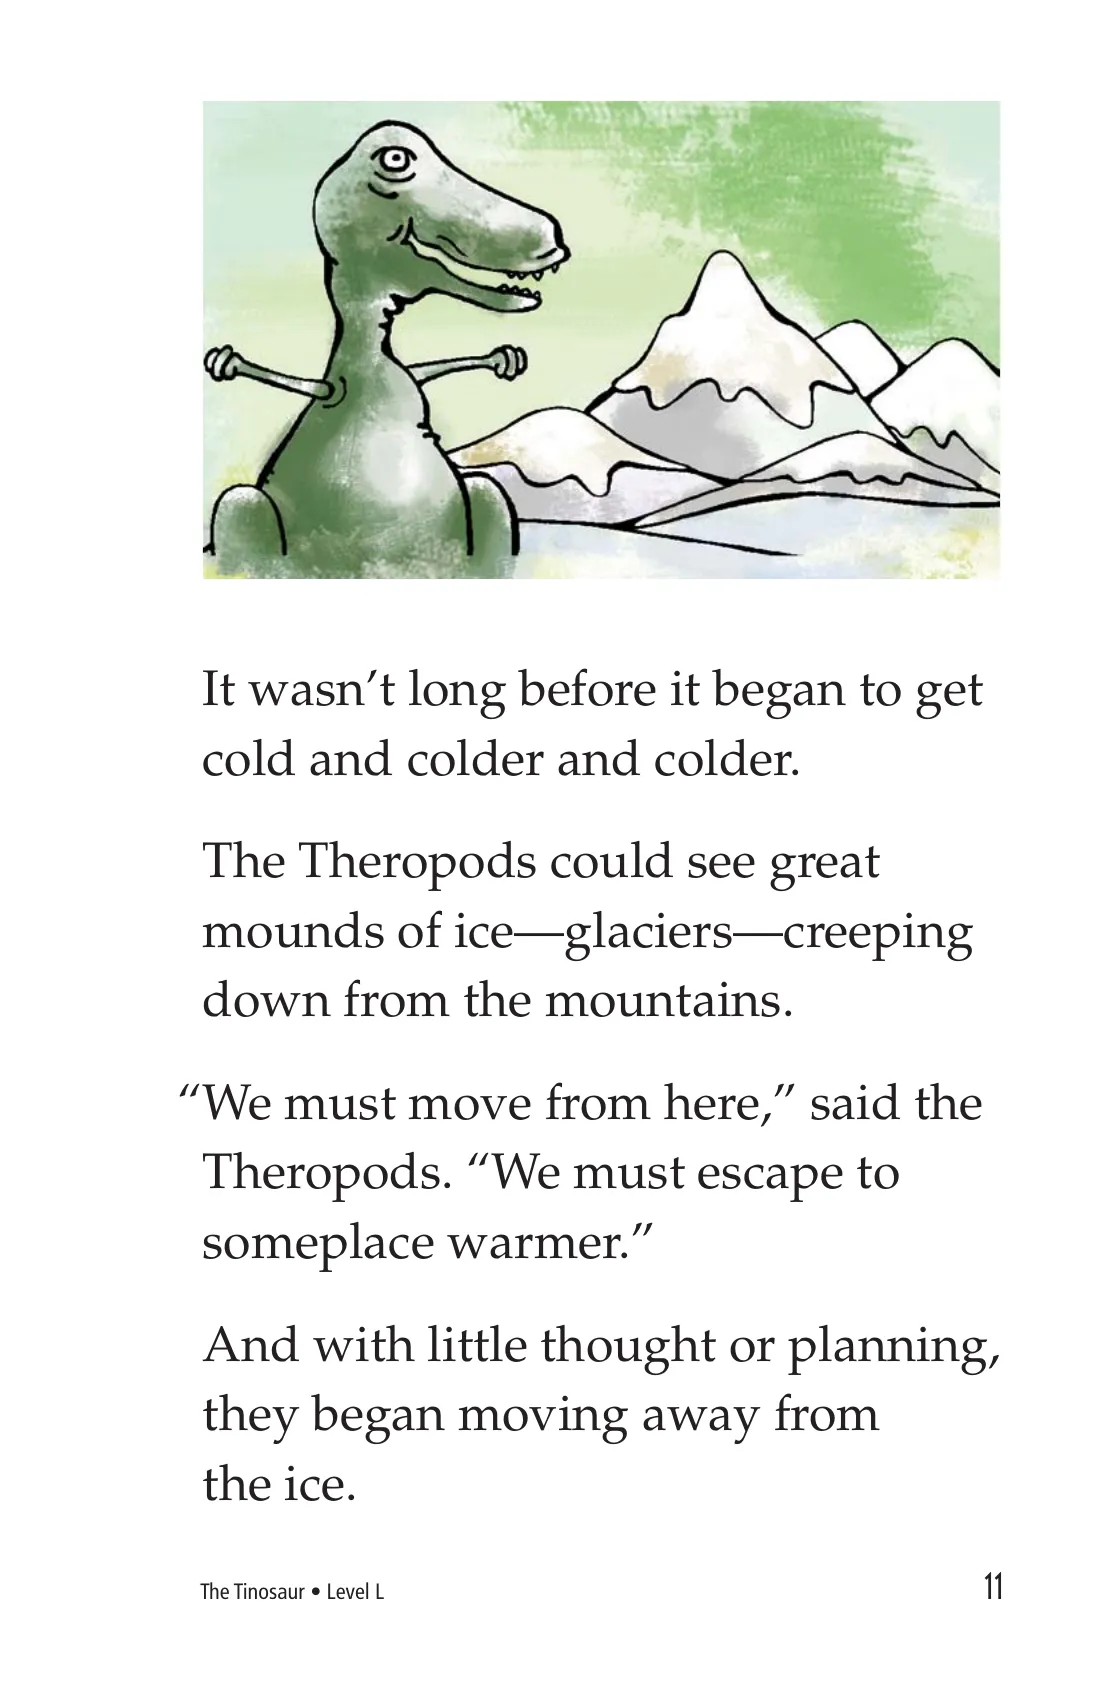 It wasn’t long before it began to get
cold and colder and colder.
The Theropods could see great
mounds of ice—glaciers—creeping
down from the mountains.
“We must move from here,” said the
Theropods. “We must escape to
someplace warmer.”
And with little thought or planning,
they began moving away from
the ice.
The Tinosaur • Level L 11